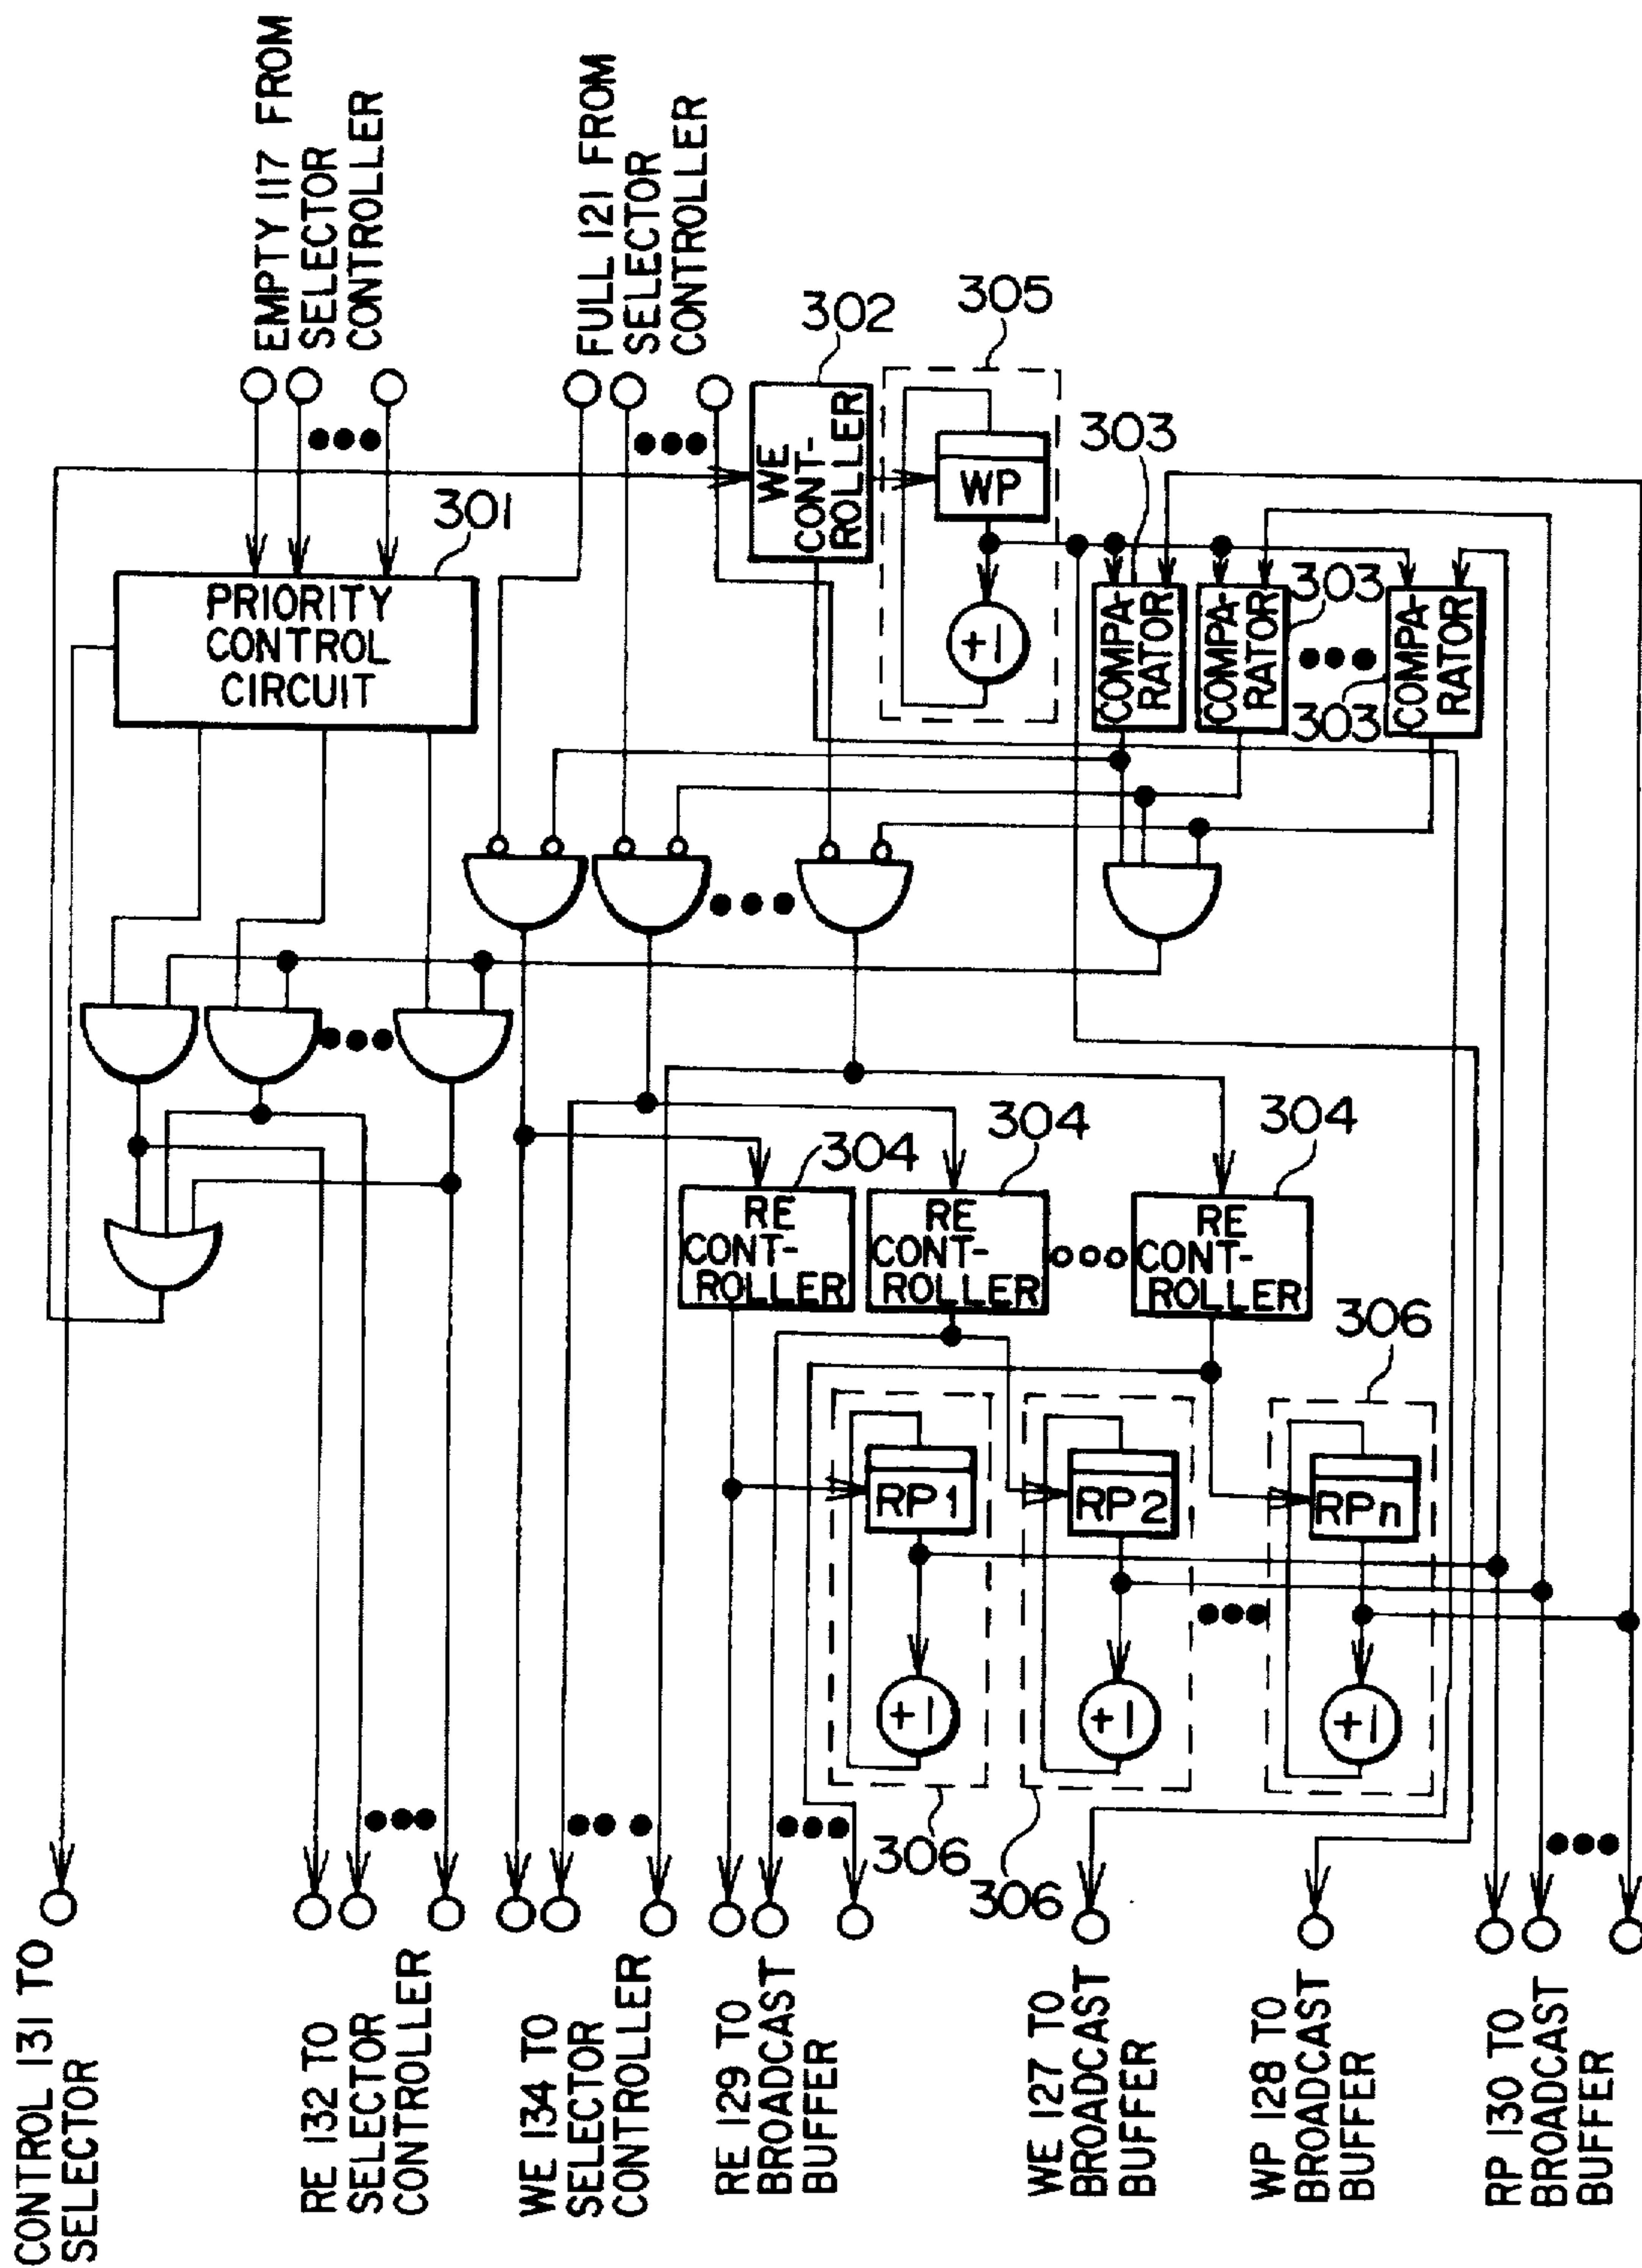 EMPTY 117 FROM
SELECTOR
CONTROLLER
FULL 121 FROM
SELECTOR
CONTROLLER
301
PRIORITY
CONTROL
CIRCUIT
302
WE
CONT-
ROLLER
305
WP
+1
303
COMPA-
RATOR
303
COMPA-
RATOR
303
COMPA-
RATOR
304
RE
CONT-
ROLLER
304
RE
CONT-
ROLLER
304
RE
CONT-
ROLLER
306
RP1
+1
306
RP2
+1
306
RPn
+1
CONTROL 131 TO
SELECTOR
RE 132 TO
SELECTOR
CONTROLLER
WE 134 TO
SELECTOR
CONTROLLER
RE 129 TO
BROADCAST
BUFFER
WE 127 TO
BROADCAST
BUFFER
WP 128 TO
BROADCAST
BUFFER
RP 130 TO
BROADCAST
BUFFER